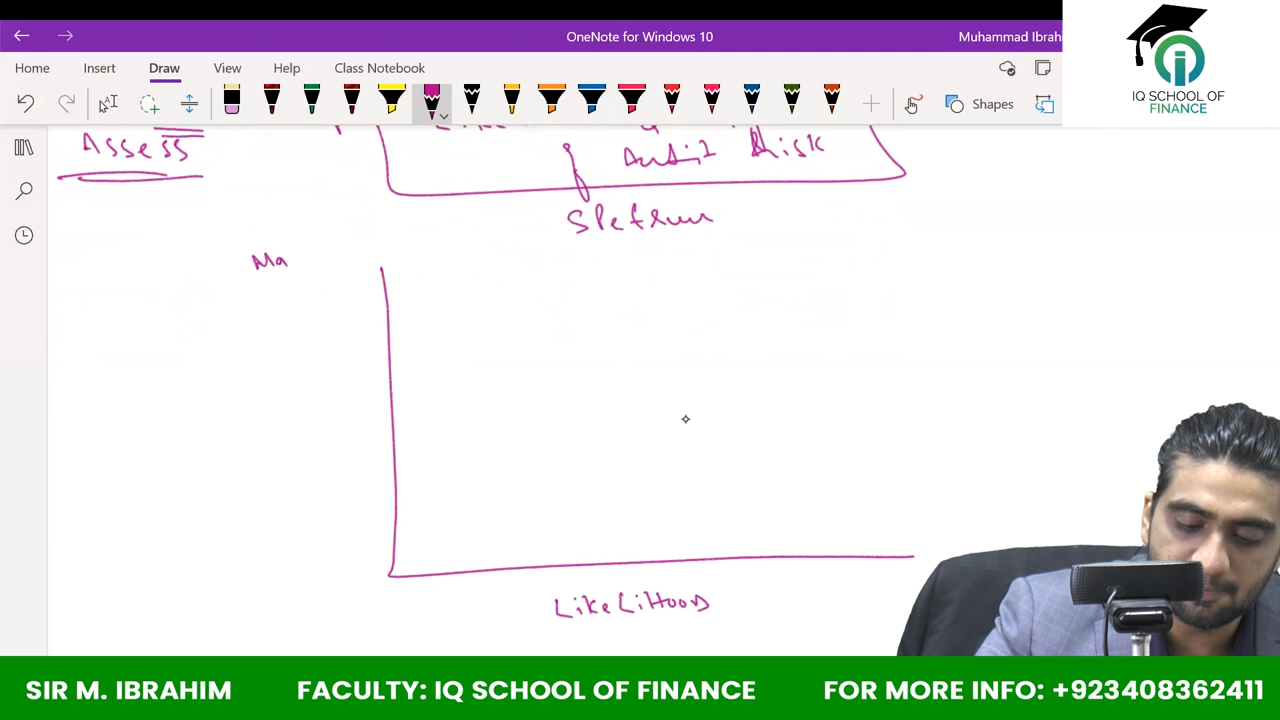 OneNote for Windows 10
Muhammad Ibrah
Home Insert Draw View Help Class Notebook
Shapes
IQ SCHOOL OF
FINANCE
Assess
Audit Risk
Spetrum
Ma
LikeLiHooD
SIR M. IBRAHIM FACULTY: IQ SCHOOL OF FINANCE FOR MORE INFO: +923408362411